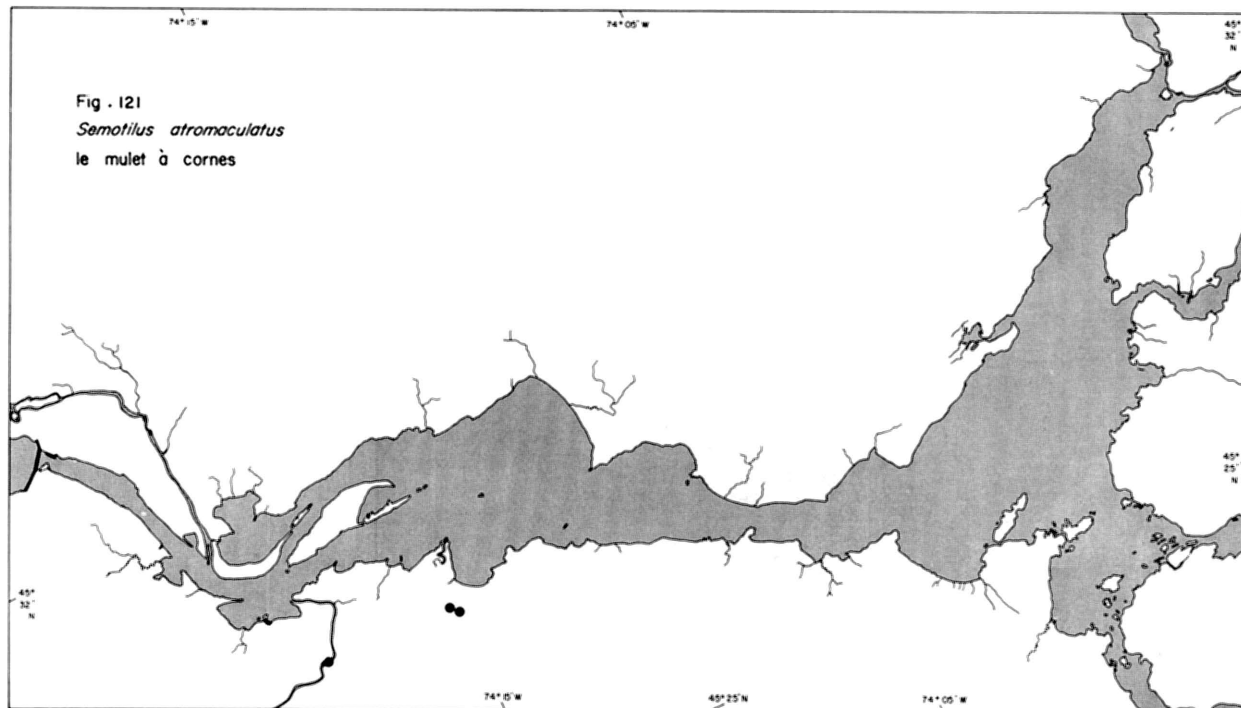 74° 15' W
74° 05' W
45°
32'
N
Fig. 121
Semotilus atromaculatus
le mulet à cornes
45°
25'
N
45°
32'
N
74° 15' W
45° 25' N
74° 05' W